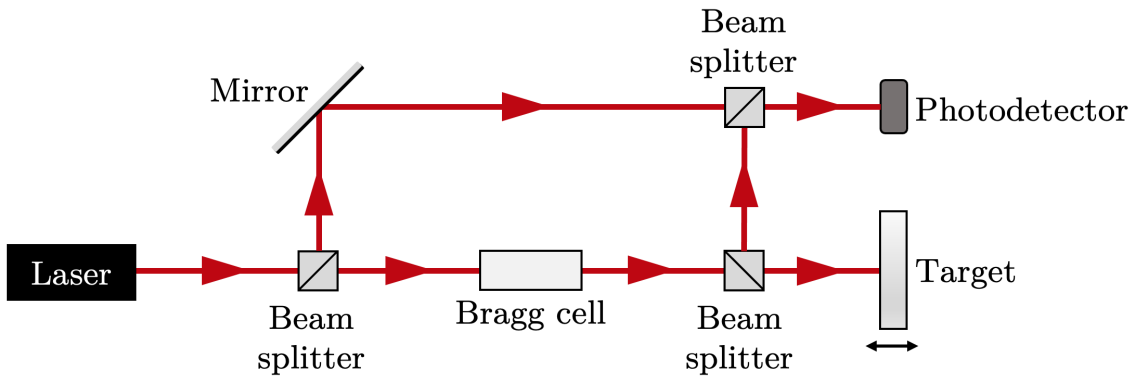 Beam
splitter
Mirror
Photodetector
Laser
Target
Bragg cell
Beam
splitter
Beam
splitter